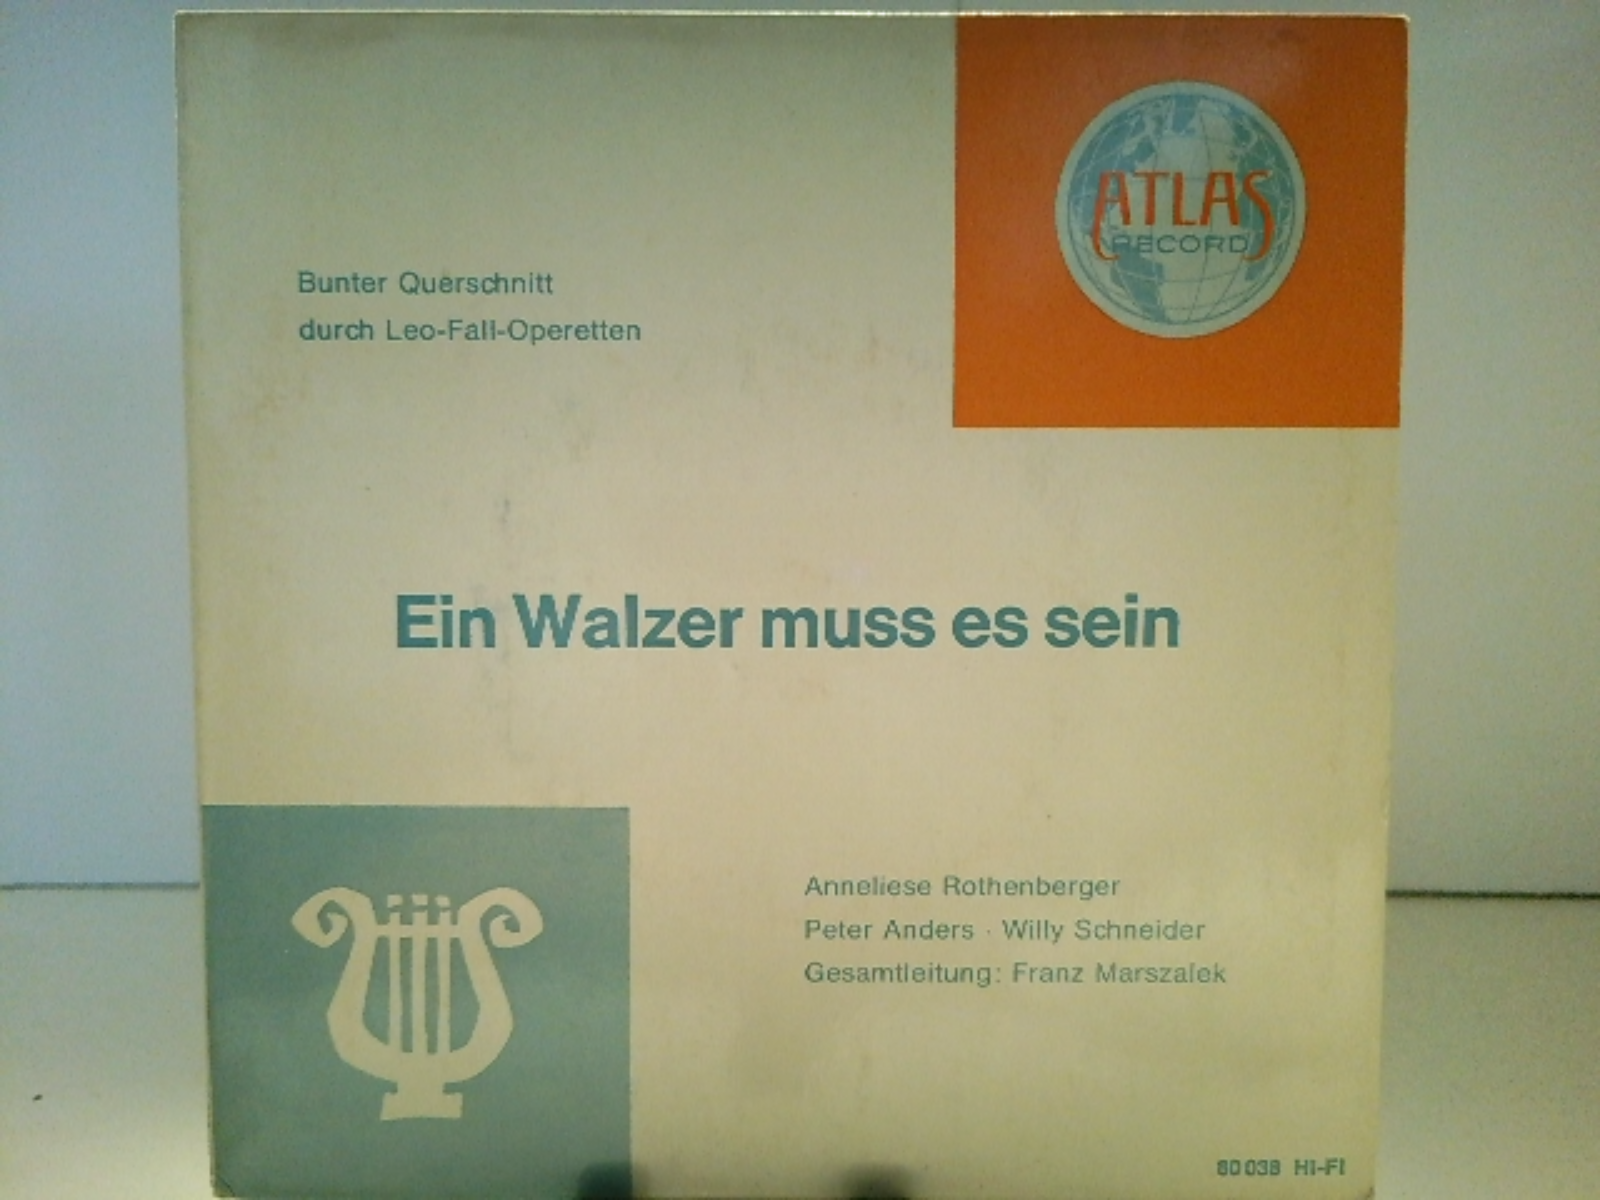 ATLAS
RECORD
Bunter Querschnitt
durch Leo-Fall-Operetten
Ein Walzer muss es sein
Anneliese Rothenberger
Peter Anders · Willy Schneider
Gesamtleitung: Franz Marszalek
60 038 HI-FI